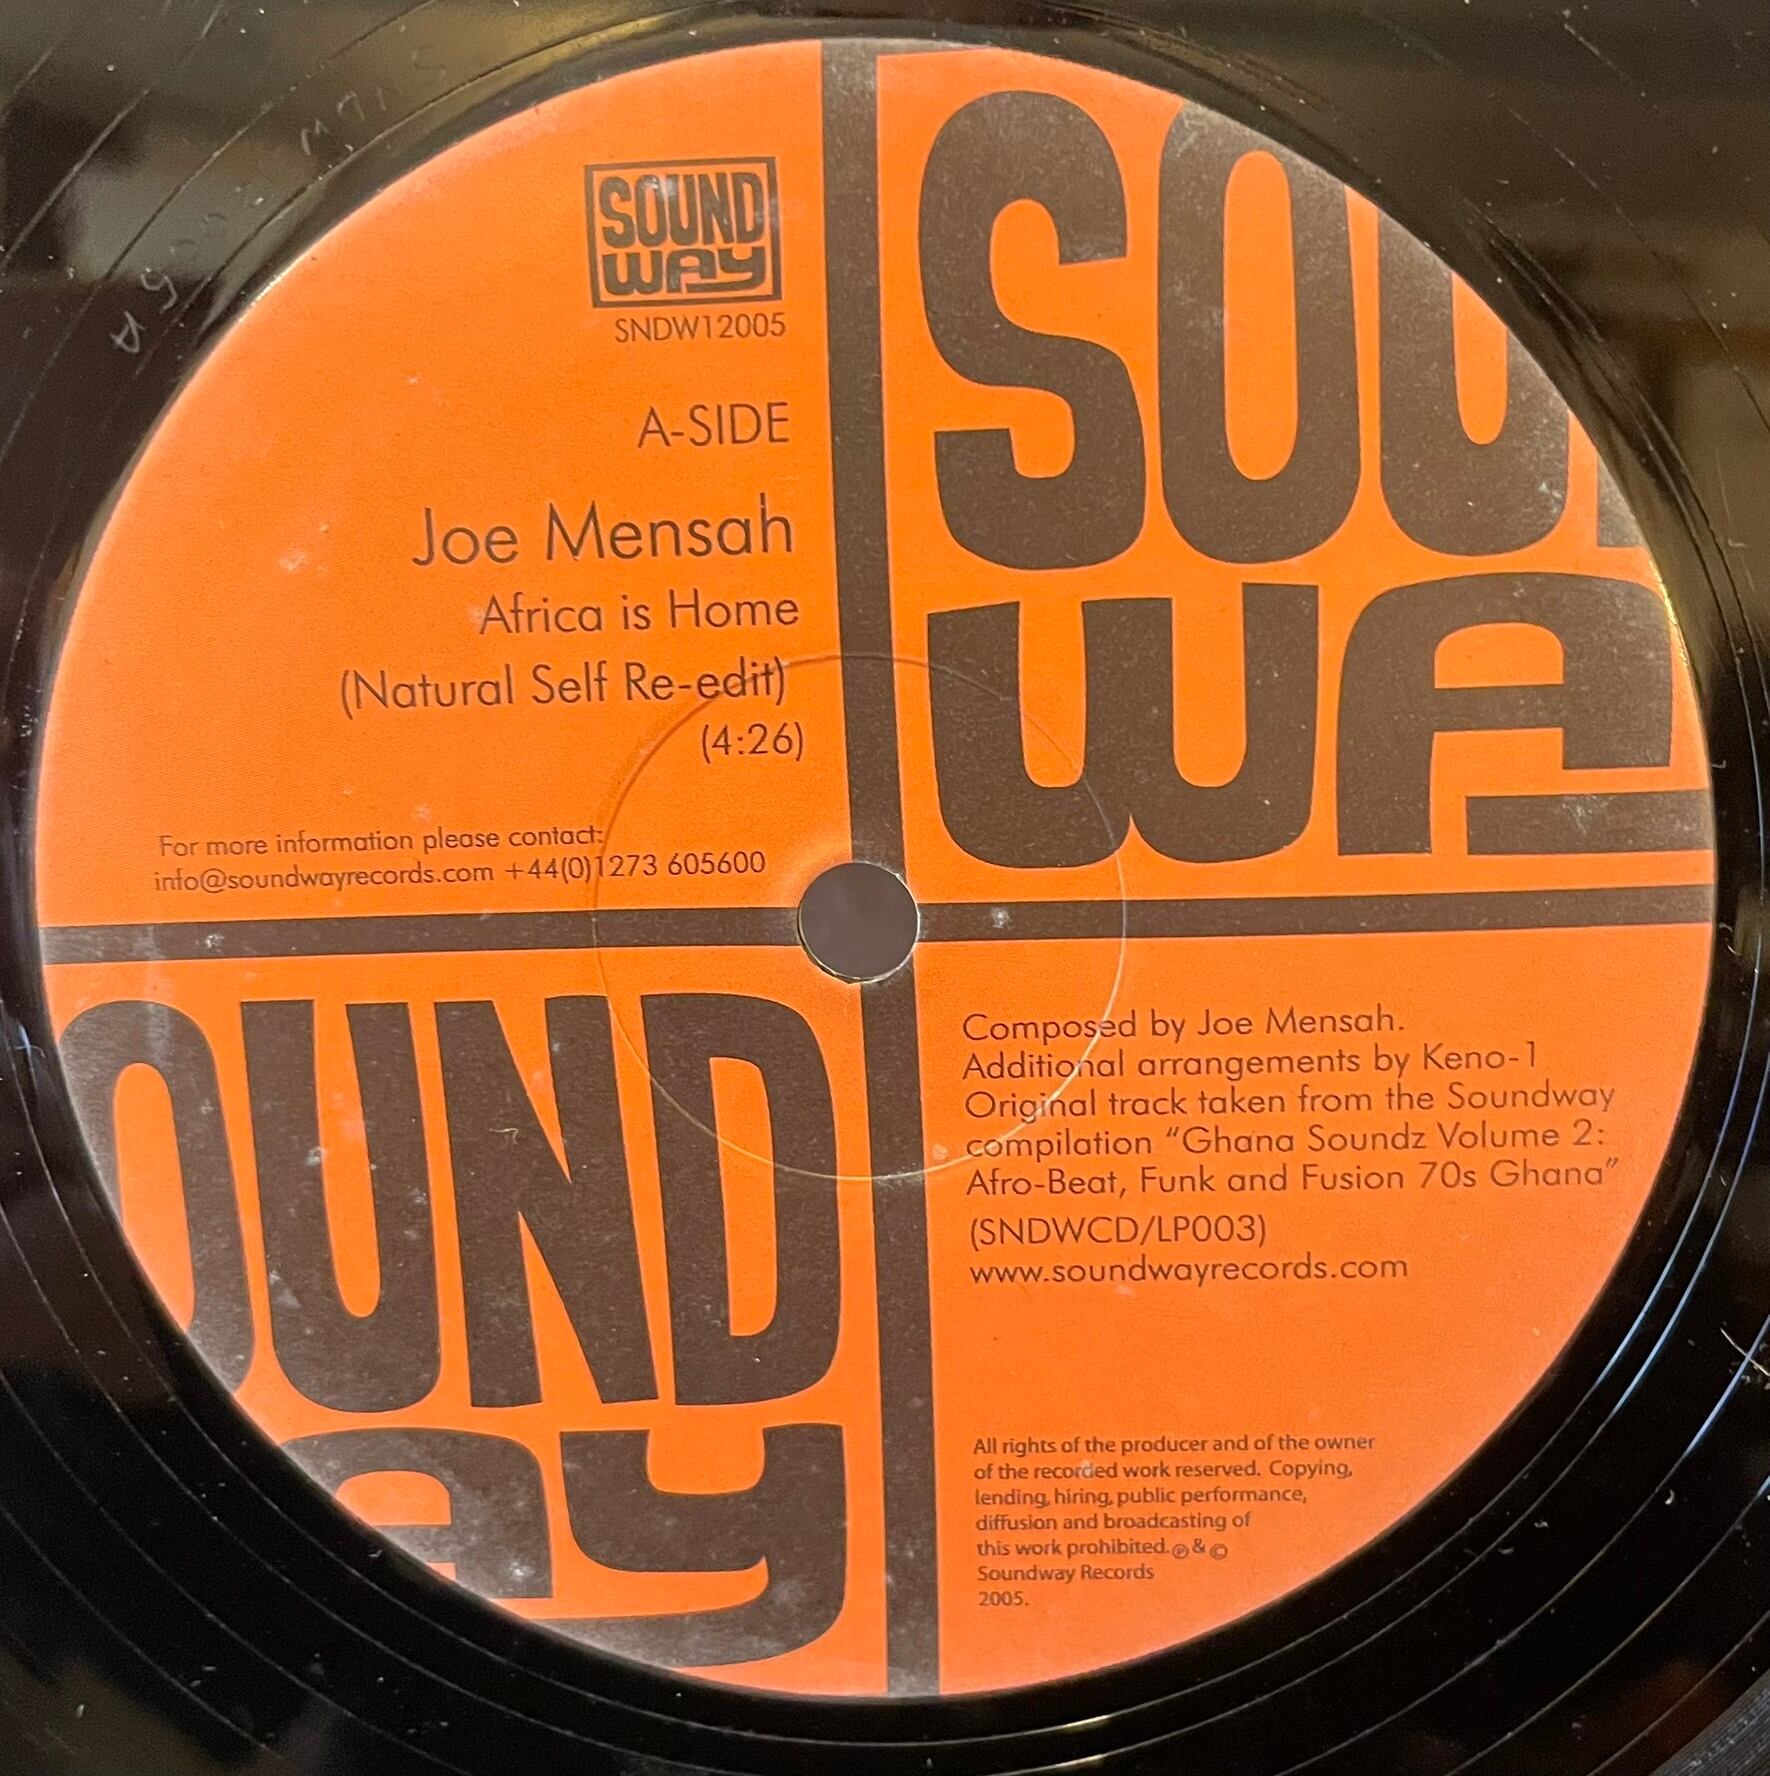 SOUND
WAY
SNDW12005
A-SIDE
Joe Mensah
Africa is Home
(Natural Self Re-edit)
(4:26)
For more information please contact:
info@soundwayrecords.com +44(0)1273 605600
SOUN
WA
OUND
AY
Composed by Joe Mensah.
Additional arrangements by Keno-1
Original track taken from the Soundway
compilation “Ghana Soundz Volume 2:
Afro-Beat, Funk and Fusion 70s Ghana”
(SNDWCD/LP003)
www.soundwayrecords.com
All rights of the producer and of the owner
of the recorded work reserved. Copying,
lending, hiring, public performance,
diffusion and broadcasting of
this work prohibited. ℗ & ©
Soundway Records
2005.